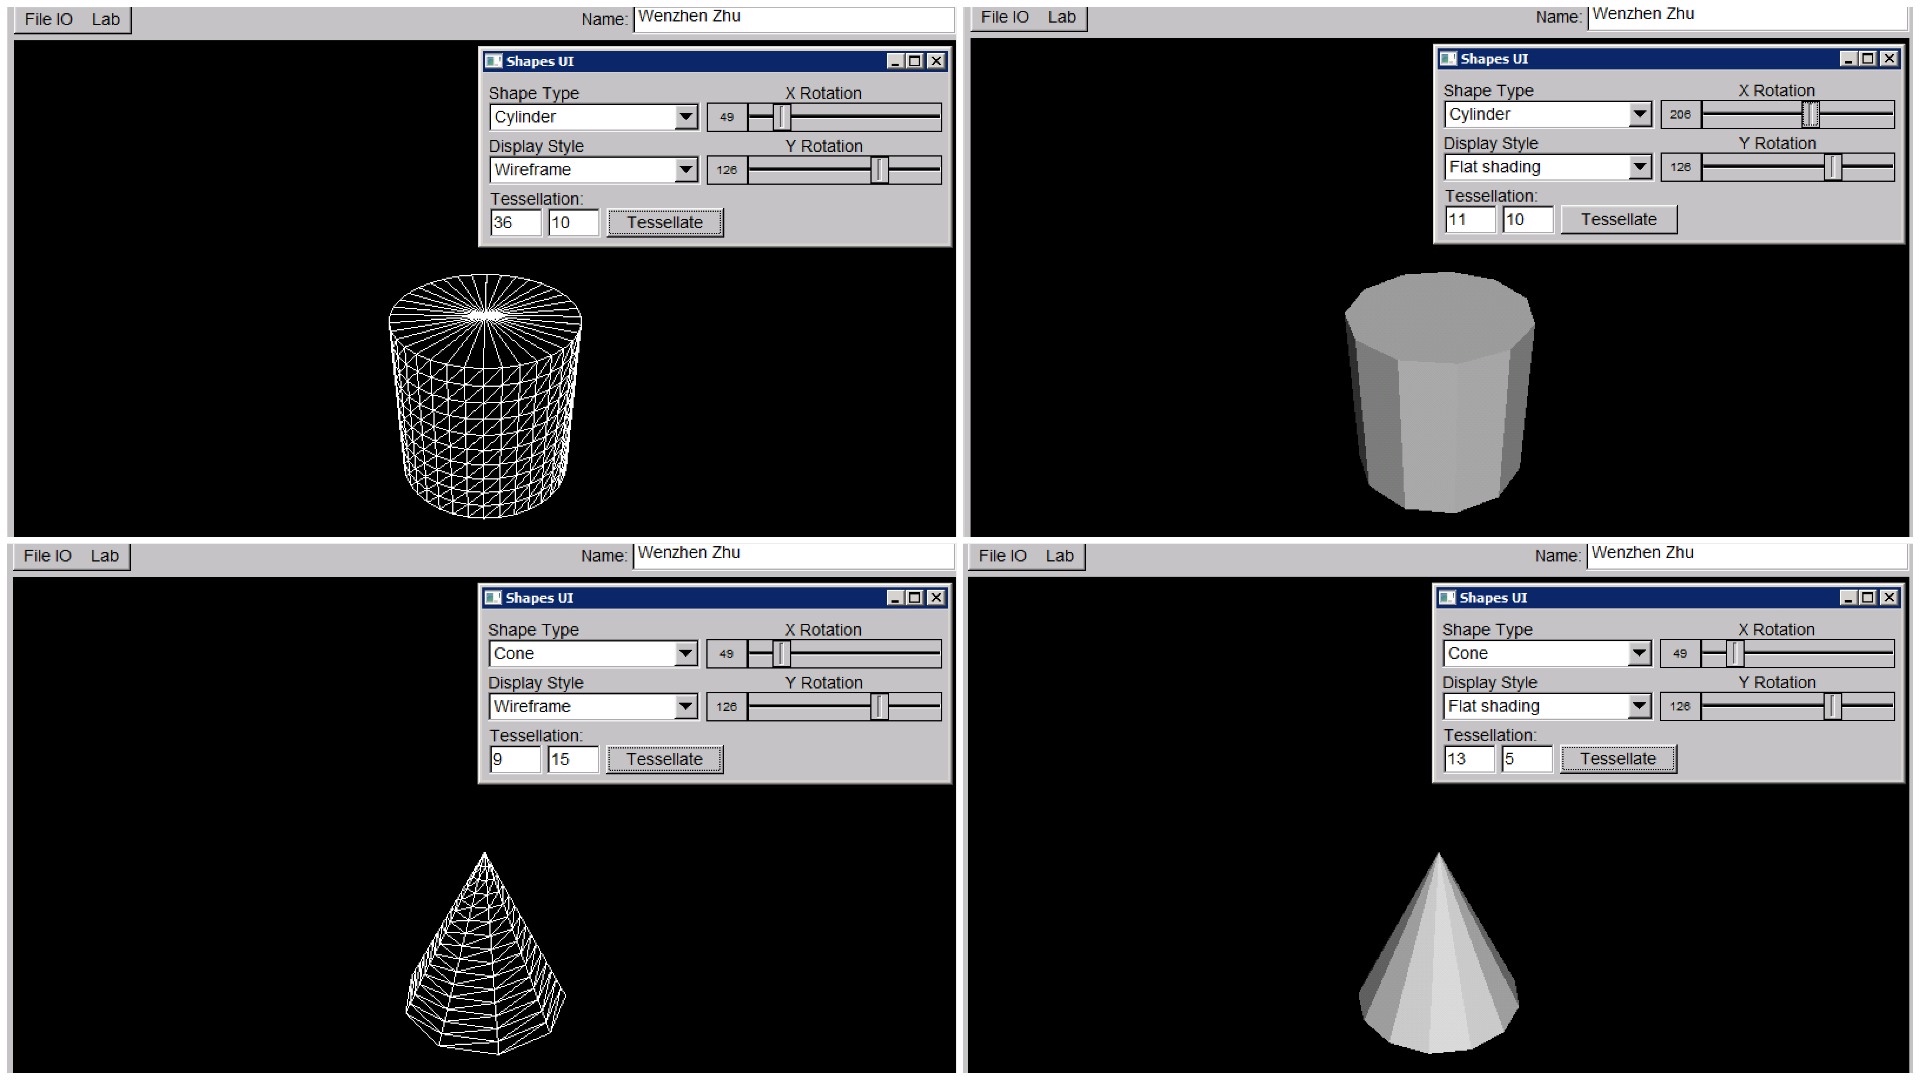 File IO Lab Name: Wenzhen Zhu
Shapes UI
Shape Type X Rotation
Cylinder 49
Display Style Y Rotation
Wireframe 126
Tessellation:
36 10 Tessellate
File IO Lab Name: Wenzhen Zhu
Shapes UI
Shape Type X Rotation
Cylinder 206
Display Style Y Rotation
Flat shading 126
Tessellation:
11 10 Tessellate
File IO Lab Name: Wenzhen Zhu
Shapes UI
Shape Type X Rotation
Cone 49
Display Style Y Rotation
Wireframe 126
Tessellation:
9 15 Tessellate
File IO Lab Name: Wenzhen Zhu
Shapes UI
Shape Type X Rotation
Cone 49
Display Style Y Rotation
Flat shading 126
Tessellation:
13 5 Tessellate